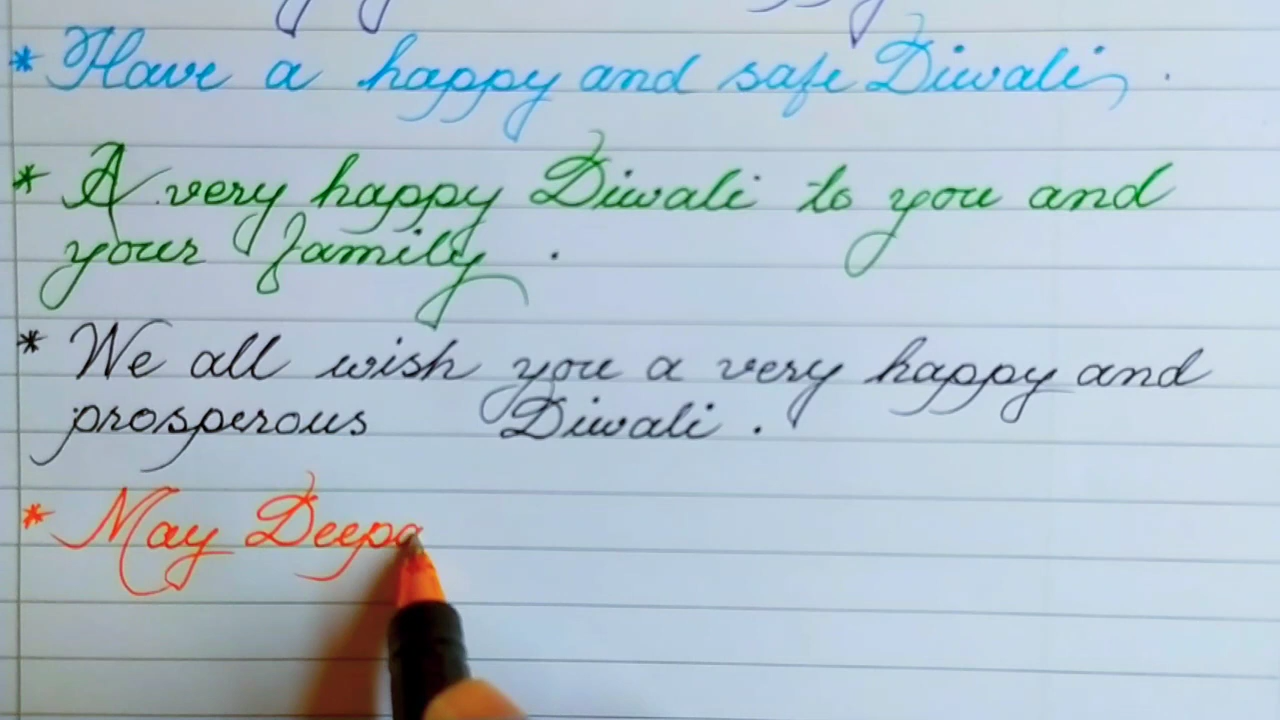 * Have a happy and safe Diwali.
* A very happy Diwali to you and
your family.
* We all wish you a very happy and
prosperous Diwali.
* May Deepa